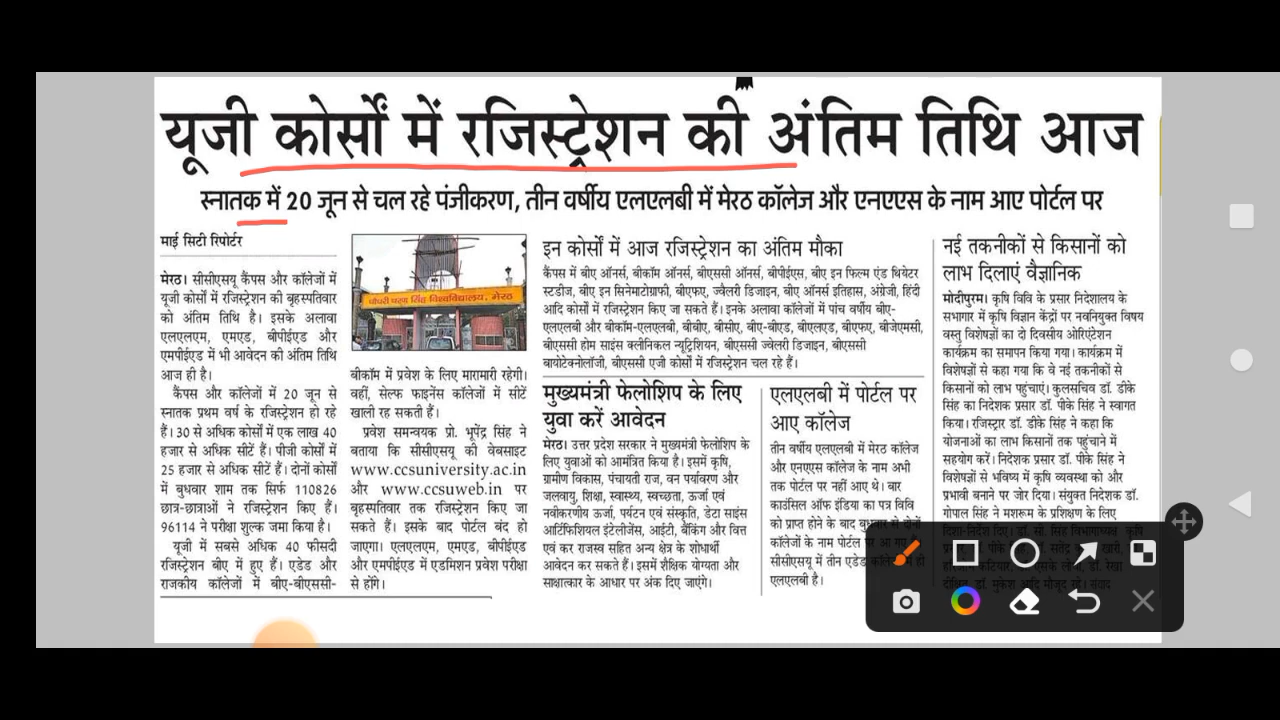 यूजी कोर्सों में रजिस्ट्रेशन की अंतिम तिथि आज
स्नातक में 20 जून से चल रहे पंजीकरण, तीन वर्षीय एलएलबी में मेरठ कॉलेज और एनएएस के नाम आए पोर्टल पर
माई सिटी रिपोर्टर
मेरठ। सीसीएसयू कैंपस और कॉलेजों में
यूजी कोर्सों में रजिस्ट्रेशन की बृहस्पतिवार
को अंतिम तिथि है। इसके अलावा
एलएलएम, एमएड, बीपीईएड और
एमपीईएड में भी आवेदन की अंतिम तिथि
आज ही है।
कैंपस और कॉलेजों में 20 जून से
स्नातक प्रथम वर्ष के रजिस्ट्रेशन हो रहे
हैं। 30 से अधिक कोर्सों में एक लाख 40
हजार से अधिक सीटें हैं। पीजी कोर्सों में
25 हजार से अधिक सीटें हैं। दोनों कोर्सों
में बुधवार शाम तक सिर्फ 110826
छात्र-छात्राओं ने रजिस्ट्रेशन किए हैं।
96114 ने परीक्षा शुल्क जमा किया है।
यूजी में सबसे अधिक 40 फीसदी
रजिस्ट्रेशन बीए में हुए हैं। एडेड और
राजकीय कॉलेजों में बीए-बीएससी-
चौधरी चरण सिंह विश्वविद्यालय, मेरठ
बीकॉम में प्रवेश के लिए मारामारी रहेगी।
वहीं, सेल्फ फाइनेंस कॉलेजों में सीटें
खाली रह सकती हैं।
प्रवेश समन्वयक प्रो. भूपेंद्र सिंह ने
बताया कि सीसीएसयू की वेबसाइट
www.ccsuniversity.ac.in
और www.ccsuweb.in पर
बृहस्पतिवार तक रजिस्ट्रेशन किए जा
सकते हैं। इसके बाद पोर्टल बंद हो
जाएगा। एलएलएम, एमएड, बीपीईएड
और एमपीईएड में एडमिशन प्रवेश परीक्षा
से होंगे।
इन कोर्सों में आज रजिस्ट्रेशन का अंतिम मौका
कैंपस में बीए ऑनर्स, बीकॉम ऑनर्स, बीएससी ऑनर्स, बीपीईएस, बीए इन फिल्म एंड थियेटर
स्टडीज, बीए इन सिनेमाटोग्राफी, बीएफए, ज्वैलरी डिजाइन, बीए ऑनर्स इतिहास, अंग्रेजी, हिंदी
आदि कोर्सों में रजिस्ट्रेशन किए जा सकते हैं। इनके अलावा कॉलेजों में पांच वर्षीय बीए-
एलएलबी और बीकॉम-एलएलबी, बीबीए, बीसीए, बीए-बीएड, बीएलएड, बीएफए, बीजेएमसी,
बीएससी होम साइंस क्लीनिकल न्यूट्रिशियन, बीएससी ज्वेलरी डिजाइन, बीएससी
बायोटेक्नोलॉजी, बीएससी एजी कोर्सों में रजिस्ट्रेशन चल रहे हैं।
मुख्यमंत्री फेलोशिप के लिए
युवा करें आवेदन
मेरठ। उत्तर प्रदेश सरकार ने मुख्यमंत्री फेलोशिप के
लिए युवाओं को आमंत्रित किया है। इसमें कृषि,
ग्रामीण विकास, पंचायती राज, वन पर्यावरण और
जलवायु, शिक्षा, स्वास्थ्य, स्वच्छता, ऊर्जा एवं
नवीकरणीय ऊर्जा, पर्यटन एवं संस्कृति, डेटा साइंस
आर्टिफिशियल इंटेलीजेंस, आईटी, बैंकिंग और वित्त
एवं कर राजस्व सहित अन्य क्षेत्र के शोधार्थी
आवेदन कर सकते हैं। इसमें शैक्षिक योग्यता और
साक्षात्कार के आधार पर अंक दिए जाएंगे।
एलएलबी में पोर्टल पर
आए कॉलेज
तीन वर्षीय एलएलबी में मेरठ कॉलेज
और एनएएस कॉलेज के नाम अभी
तक पोर्टल पर नहीं आए थे। बार
काउंसिल ऑफ इंडिया का पत्र विवि
को प्राप्त होने के बाद बुधवार में दोनों
कॉलेजों के नाम पोर्टल पर आ गए
सीसीएसयू में तीन एडेड कॉलेजों में ही
एलएलबी है।
नई तकनीकों से किसानों को
लाभ दिलाएं वैज्ञानिक
मोदीपुरम। कृषि विवि के प्रसार निदेशालय के
सभागार में कृषि विज्ञान केंद्रों पर नवनियुक्त विषय
वस्तु विशेषज्ञों का दो दिवसीय ओरिएंटेशन
कार्यक्रम का समापन किया गया। कार्यक्रम में
विशेषज्ञों से कहा गया कि वे नई तकनीकों से
किसानों को लाभ पहुंचाएं। कुलसचिव डॉ. डीके
सिंह का निदेशक प्रसार डॉ. पीके सिंह ने स्वागत
किया। रजिस्ट्रार डॉ. डीके सिंह ने कहा कि
योजनाओं का लाभ किसानों तक पहुंचाने में
सहयोग करें। निदेशक प्रसार डॉ. पीके सिंह ने
विशेषज्ञों से भविष्य में कृषि व्यवस्था को और
प्रभावी बनाने पर जोर दिया। संयुक्त निदेशक डॉ.
गोपाल सिंह ने मशरूम के प्रशिक्षण के लिए